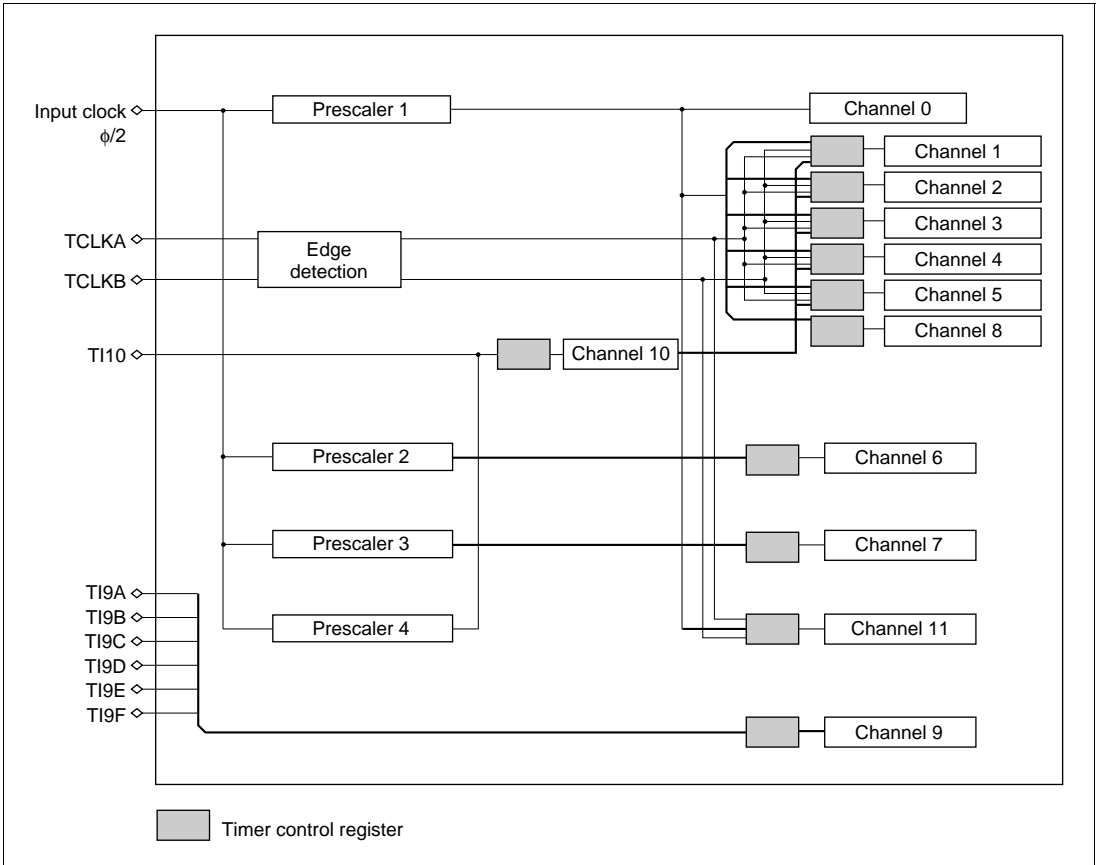 Input clock
ϕ/2
Prescaler 1
Channel 0
Channel 1
Channel 2
Channel 3
Channel 4
Channel 5
Channel 8
TCLKA
TCLKB
Edge
detection
TI10
Channel 10
Prescaler 2
Channel 6
Prescaler 3
Channel 7
TI9A
TI9B
TI9C
TI9D
TI9E
TI9F
Prescaler 4
Channel 11
Channel 9
Timer control register